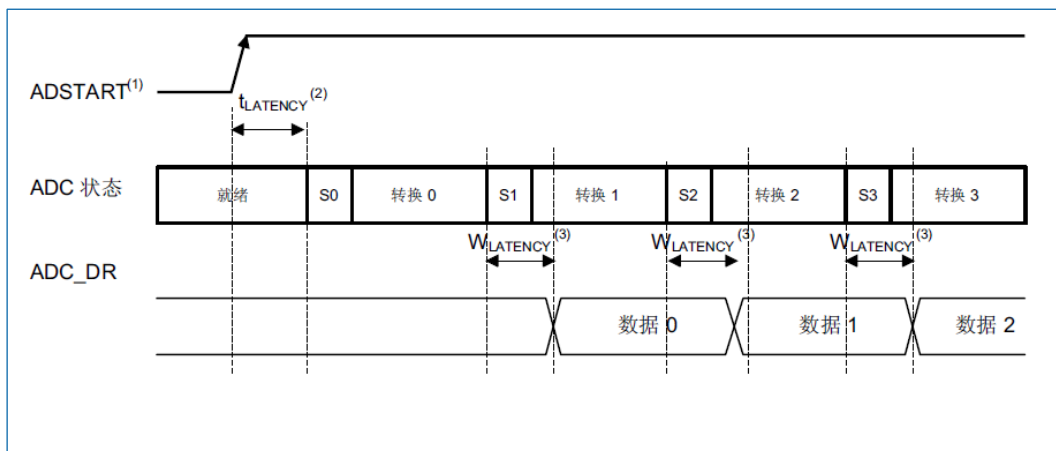 ADSTART(1)
tLATENCY(2)
ADC 状态
就绪 S0 转换 0 S1 转换 1 S2 转换 2 S3 转换 3
WLATENCY(3) WLATENCY(3) WLATENCY(3)
ADC_DR
数据 0 数据 1 数据 2